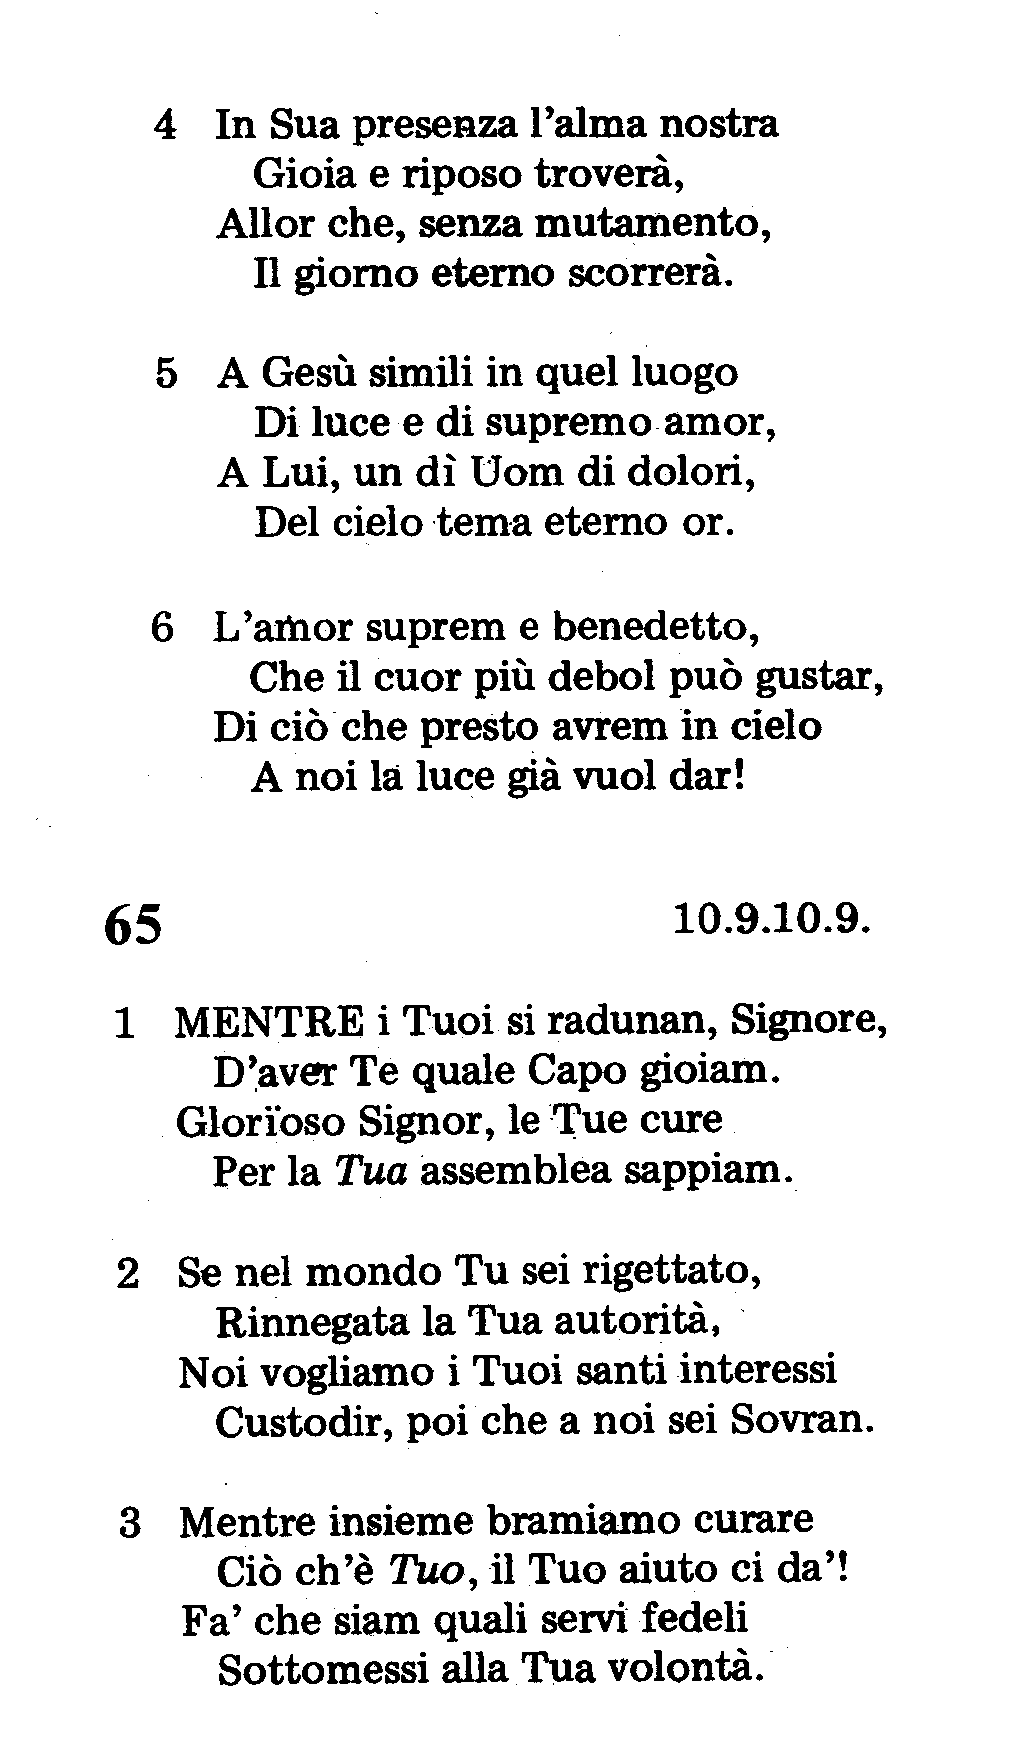 4 In Sua presenza l'alma nostra
Gioia e riposo troverà,
Allor che, senza mutamento,
Il giorno eterno scorrerà.
5 A Gesù simili in quel luogo
Di luce e di supremo amor,
A Lui, un dì Uom di dolori,
Del cielo tema eterno or.
6 L'amor suprem e benedetto,
Che il cuor più debol può gustar,
Di ciò che presto avrem in cielo
A noi la luce già vuol dar!
65 10.9.10.9.
1 MENTRE i Tuoi si radunan, Signore,
D'aver Te quale Capo gioiam.
Glorïoso Signor, le Tue cure
Per la Tua assemblea sappiam.
2 Se nel mondo Tu sei rigettato,
Rinnegata la Tua autorità,
Noi vogliamo i Tuoi santi interessi
Custodir, poi che a noi sei Sovran.
3 Mentre insieme bramiamo curare
Ciò ch'è Tuo, il Tuo aiuto ci da'!
Fa' che siam quali servi fedeli
Sottomessi alla Tua volontà.